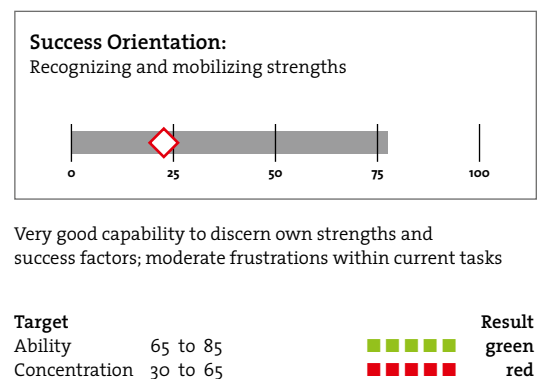 Success Orientation:
Recognizing and mobilizing strengths
0 25 50 75 100
Very good capability to discern own strengths and
success factors; moderate frustrations within current tasks
Target Result
Ability 65 to 85 green
Concentration 30 to 65 red